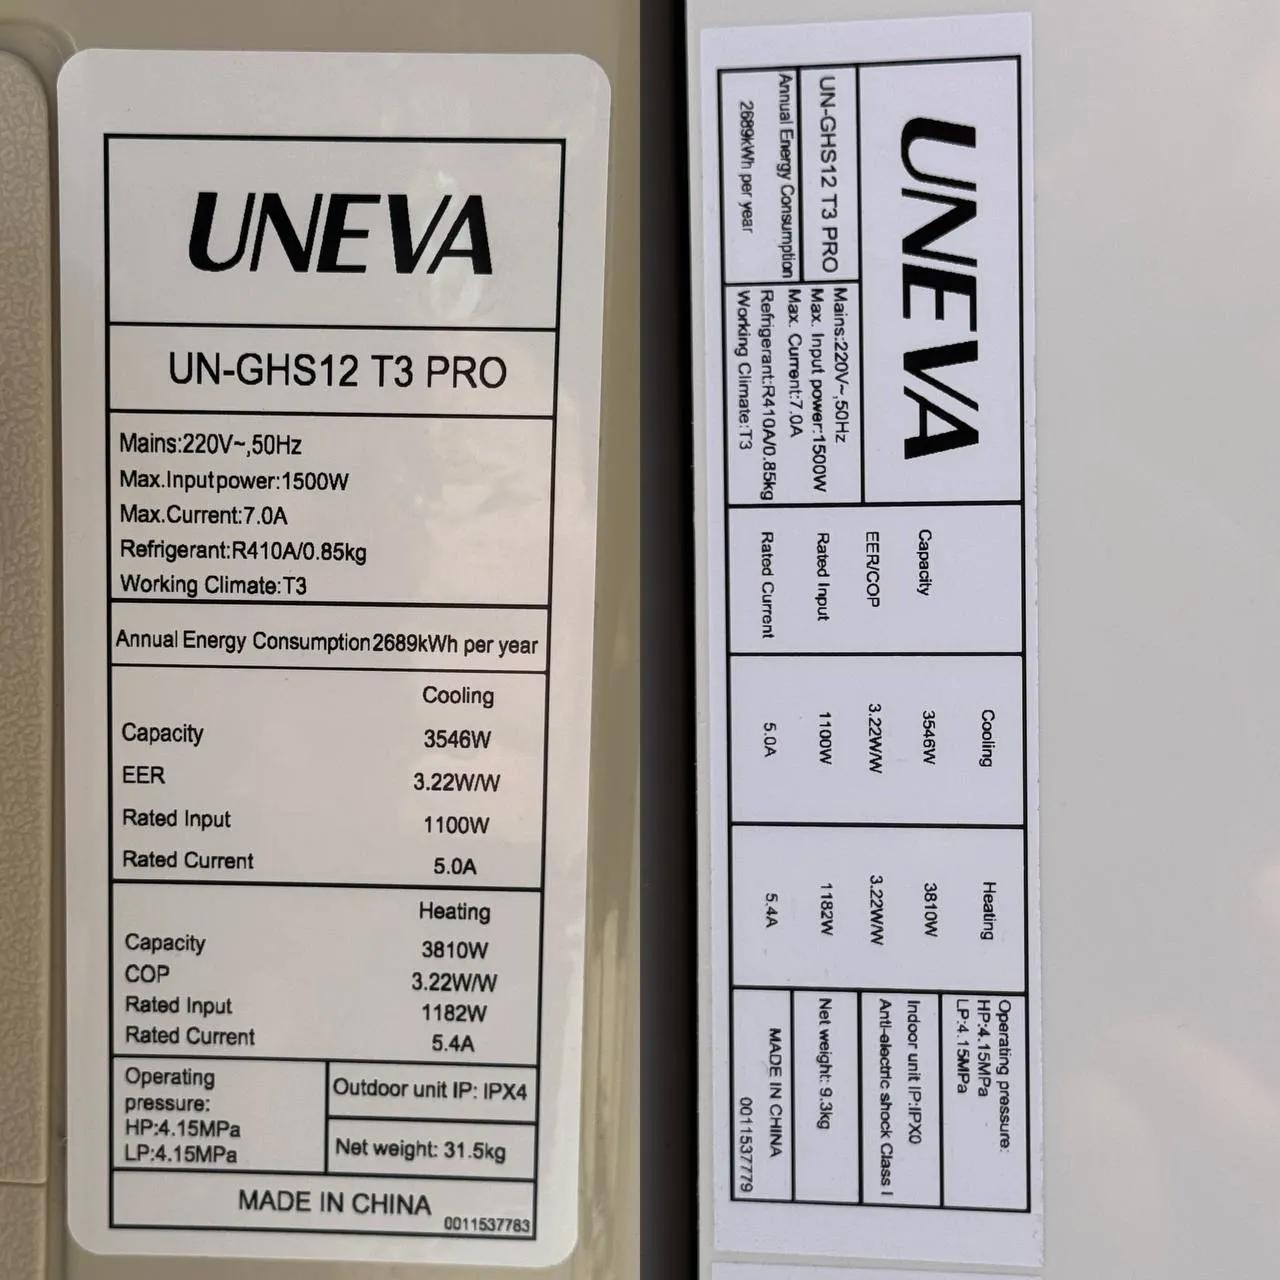 UNEVA
UN-GHS12 T3 PRO
Mains:220V~,50Hz
Max.Inputpower:1500W
Max.Current:7.0A
Refrigerant:R410A/0.85kg
Working Climate:T3
Annual Energy Consumption 2689kWh per year
Cooling
Capacity 3546W
EER 3.22W/W
Rated Input 1100W
Rated Current 5.0A
Heating
Capacity 3810W
COP 3.22W/W
Rated Input 1182W
Rated Current 5.4A
Operating
pressure:
HP:4.15MPa
LP:4.15MPa
Outdoor unit IP: IPX4
Net weight: 31.5kg
MADE IN CHINA
0011537783
UNEVA
UN-GHS12 T3 PRO
Annual Energy Consumption
2689kWh per year
Mains:220V~,50Hz
Max. Input power:1500W
Max. Current:7.0A
Refrigerant:R410A/0.85kg
Working Climate:T3
Cooling Heating
Capacity 3546W 3810W
EER/COP 3.22W/W 3.22W/W
Rated Input 1100W 1182W
Rated Current 5.0A 5.4A
Operating pressure:
HP:4.15MPa
LP:4.15MPa
Indoor unit IP:IPX0
Anti-electric shock Class I
Net weight: 9.3kg
MADE IN CHINA
0011537779